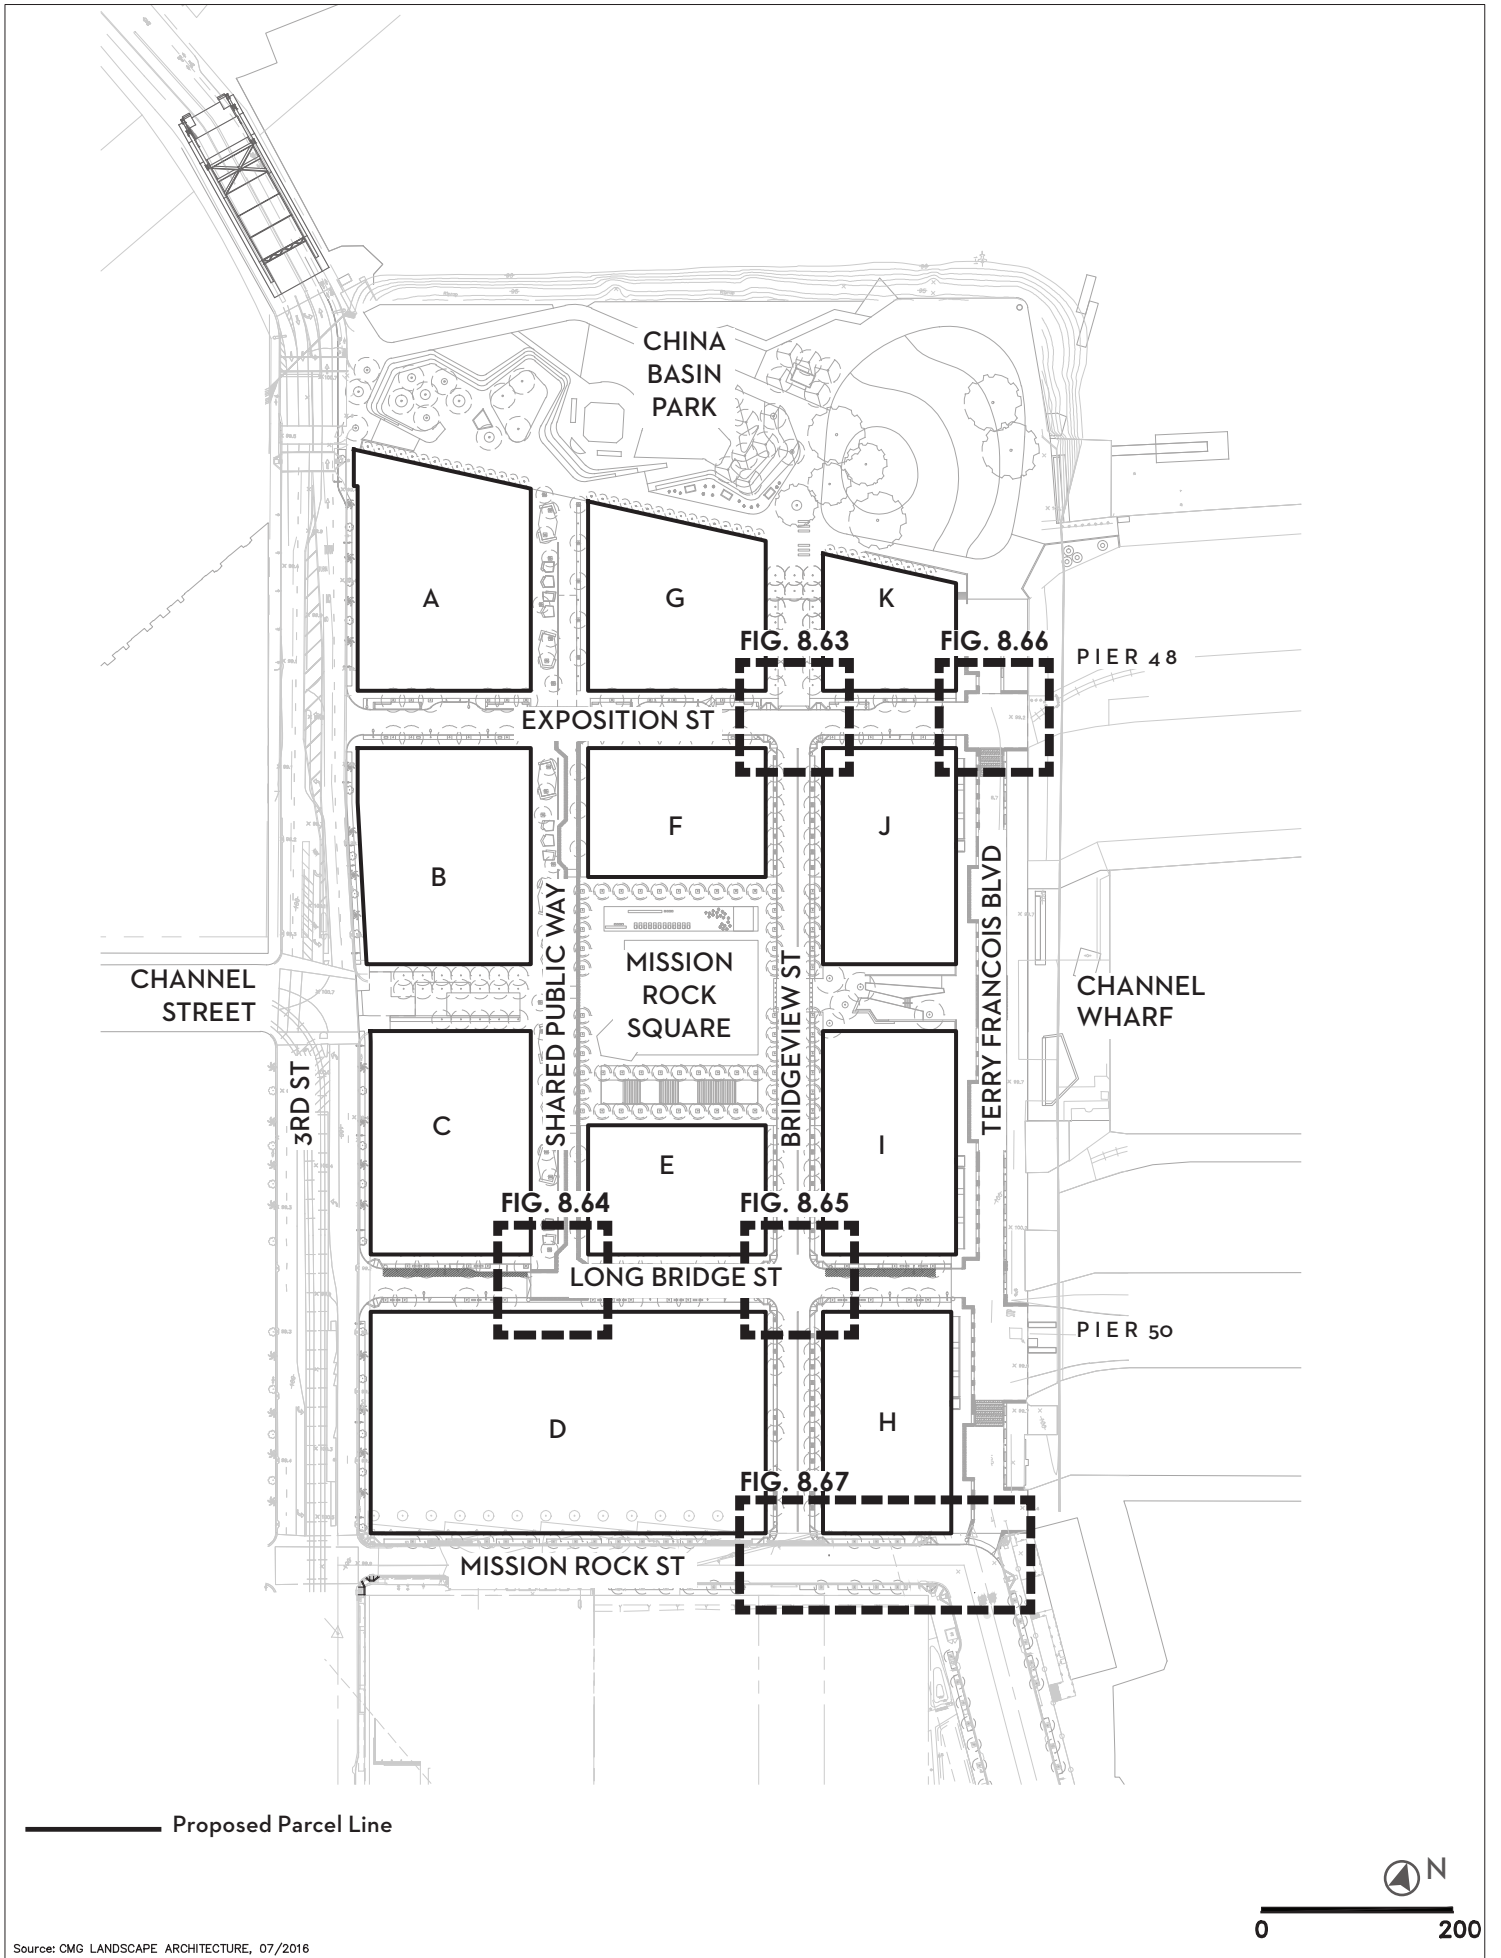 CHINA
BASIN
PARK
A
G
K
FIG. 8.63
FIG. 8.66
PIER 48
EXPOSITION ST
F
J
B
SHARED PUBLIC WAY
BRIDGEVIEW ST
TERRY FRANCOIS BLVD
MISSION
ROCK
SQUARE
CHANNEL
STREET
CHANNEL
WHARF
3RD ST
C
E
I
FIG. 8.64
FIG. 8.65
LONG BRIDGE ST
PIER 50
D
H
FIG. 8.67
MISSION ROCK ST
Proposed Parcel Line
N
0
200
Source: CMG LANDSCAPE ARCHITECTURE, 07/2016